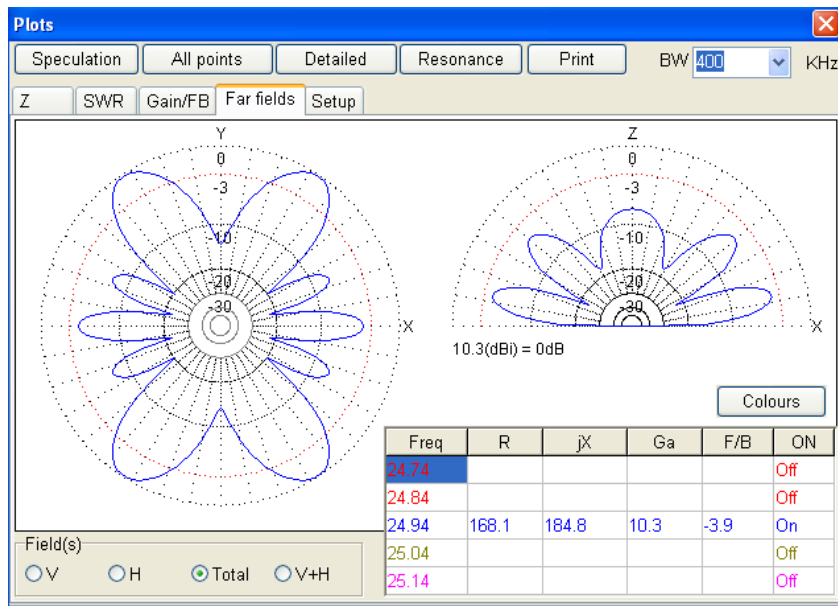 Plots
Speculation All points Detailed Resonance Print BW 400 KHz
Z SWR Gain/FB Far fields Setup
Y
0
-3
-10
-20
-30
X
Z
0
-3
-10
-20
-30
X
10.3(dBi) = 0dB
Colours
Freq R jX Ga F/B ON
24.74 Off
24.84 Off
24.94 168.1 184.8 10.3 -3.9 On
25.04 Off
25.14 Off
Field(s)
V H Total V+H